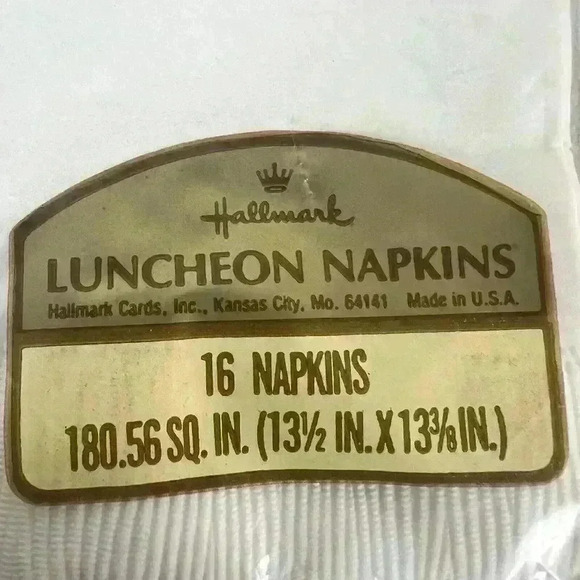 Hallmark
LUNCHEON NAPKINS
Hallmark Cards, Inc., Kansas City, Mo. 64141 Made in U.S.A.
16 NAPKINS
180.56 SQ. IN. (13½ IN. X 13⅜ IN.)